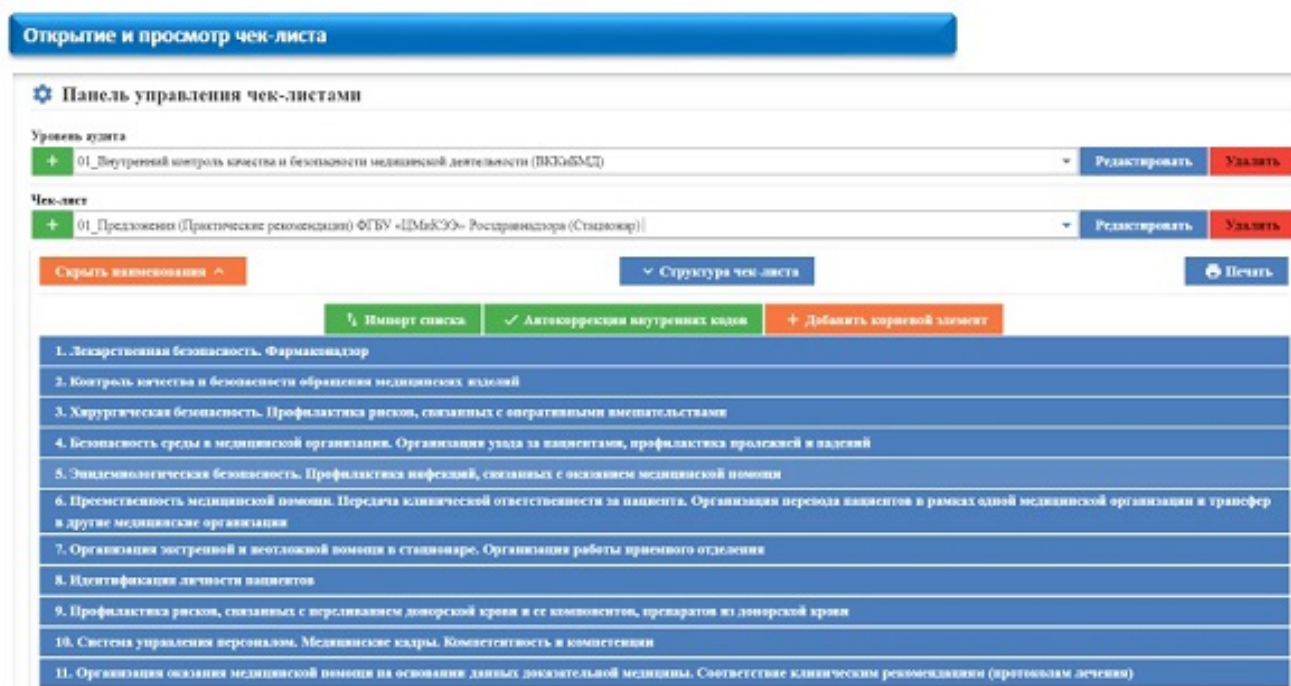 Открытие и просмотр чек-листа
Панель управления чек-листами
Уровень аудита
+ 01_Внутренний контроль качества и безопасности медицинской деятельности (ВККиБМД) Редактировать Удалить
Чек-лист
+ 01_Предложения (Практические рекомендации) ФГБУ «ЦМиКЭЭ» Росздравнадзора (Стационар) Редактировать Удалить
Скрыть наименования Структура чек-листа Печать
Импорт списка Автокоррекция внутренних кодов + Добавить корневой элемент
1. Лекарственная безопасность. Фармаконадзор
2. Контроль качества и безопасности обращения медицинских изделий
3. Хирургическая безопасность. Профилактика рисков, связанных с оперативными вмешательствами
4. Безопасность среды в медицинской организации. Организация ухода за пациентами, профилактика пролежней и падений
5. Эпидемиологическая безопасность. Профилактика инфекций, связанных с оказанием медицинской помощи
6. Преемственность медицинской помощи. Передача клинической ответственности за пациента. Организация перевода пациентов в рамках одной медицинской организации и трансфер
в другие медицинские организации
7. Организация экстренной и неотложной помощи в стационаре. Организация работы приемного отделения
8. Идентификация личности пациентов
9. Профилактика рисков, связанных с переливанием донорской крови и ее компонентов, препаратов из донорской крови
10. Система управления персоналом. Медицинские кадры. Компетентность и компетенции
11. Организация оказания медицинской помощи на основании данных доказательной медицины. Соответствие клиническим рекомендациям (протоколам лечения)